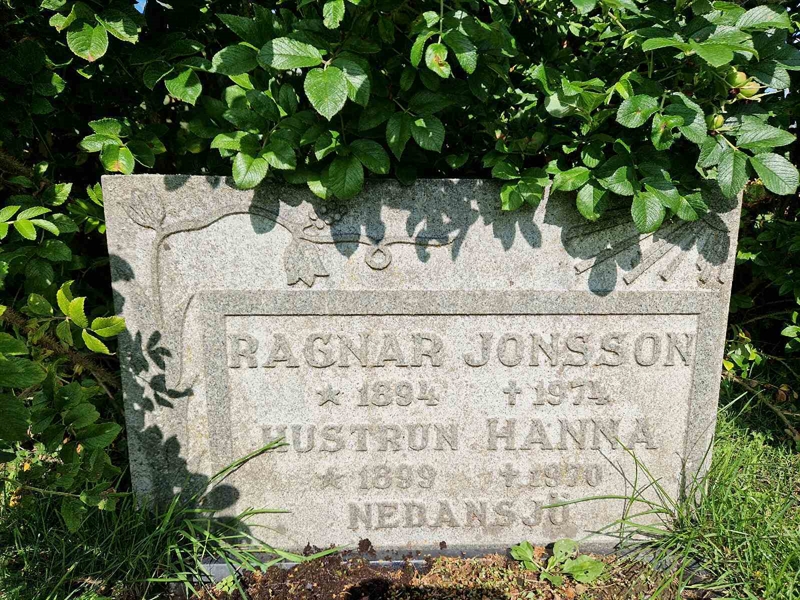 RAGNAR JONSSON
★ 1894 ✝ 1974
HUSTRUN HANNA
★ 1899 ✝ 1970
NEDANSJÖ